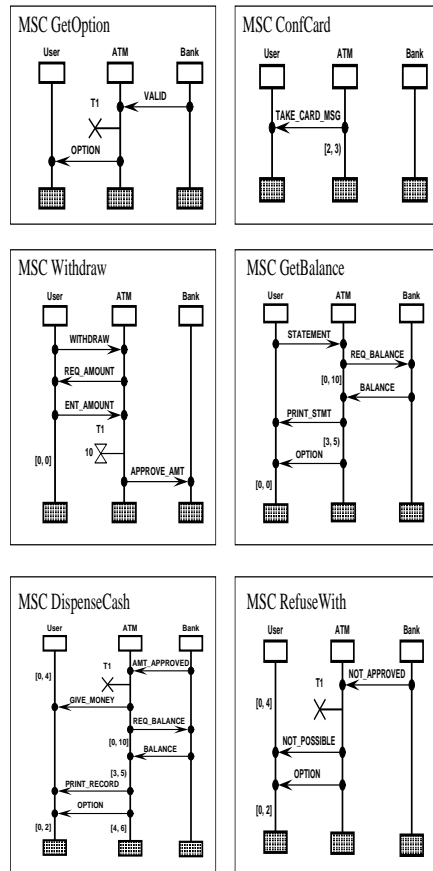 MSC GetOption
User ATM Bank
VALID
T1
OPTION
MSC ConfCard
User ATM
TAKE_CARD_MSG
[2, 3)
MSC Withdraw
User ATM Bank
WITHDRAW
REQ_AMOUNT
ENT_AMOUNT
T1
10
APPROVE_AMT
[0, 0]
MSC GetBalance
User ATM Bank
STATEMENT
REQ_BALANCE
[0, 10]
BALANCE
PRINT_STMT
[3, 5)
OPTION
[0, 0]
MSC DispenseCash
User ATM Bank
AMT_APPROVED
T1
[0, 4]
GIVE_MONEY
REQ_BALANCE
[0, 10]
BALANCE
[3, 5)
PRINT_RECORD
OPTION
[0, 2] [4, 6]
MSC RefuseWith
User ATM Bank
NOT_APPROVED
T1
[0, 4]
NOT_POSSIBLE
OPTION
[0, 2]